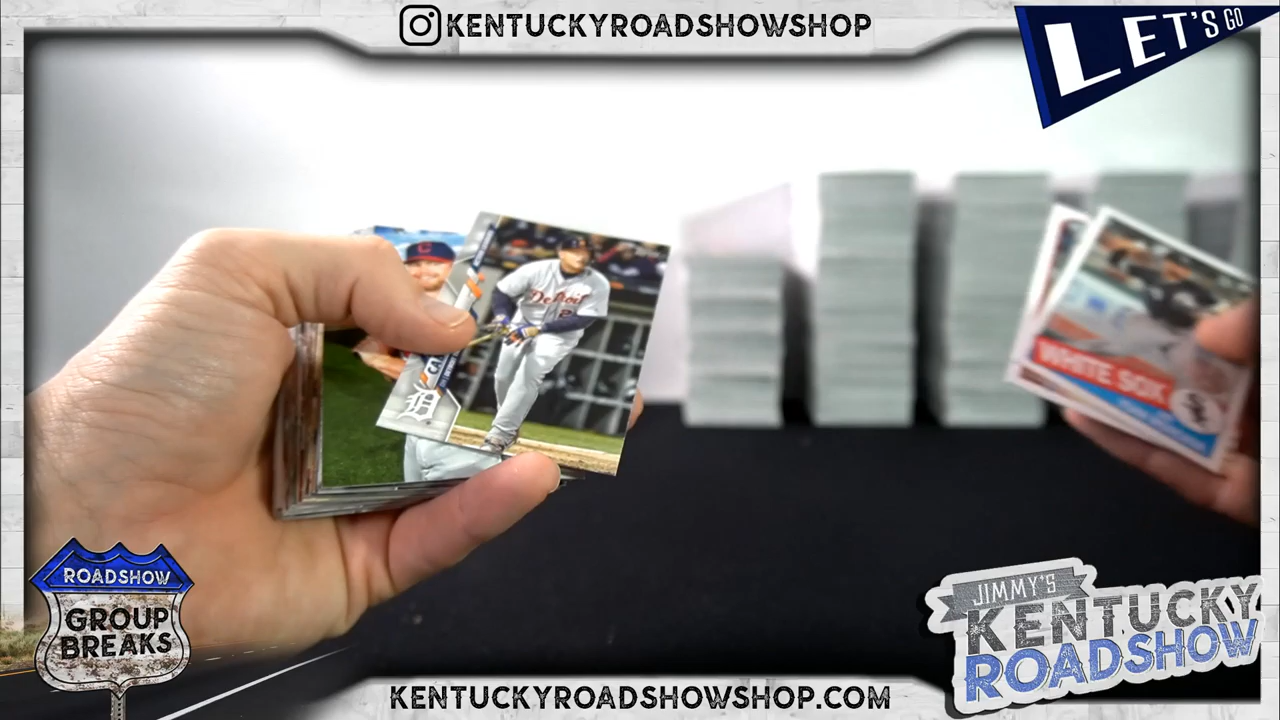 KENTUCKYROADSHOWSHOP
LET'S GO
Detroit
C
D
WHITE SOX
ROADSHOW
GROUP
BREAKS
JIMMY'S
KENTUCKY
ROADSHOW
KENTUCKYROADSHOWSHOP.COM